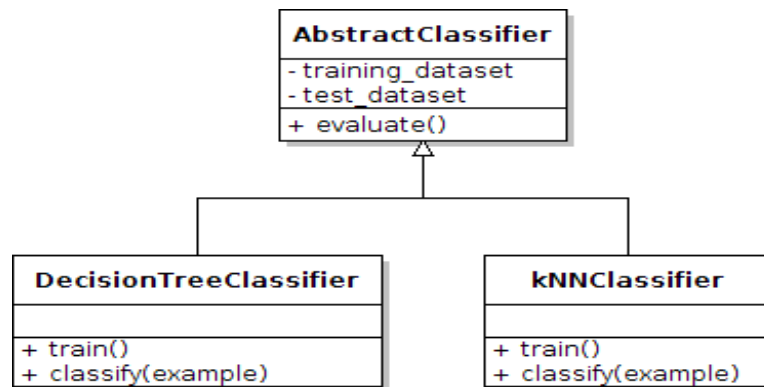 AbstractClassifier
- training_dataset
- test_dataset
+ evaluate()
DecisionTreeClassifier
+ train()
+ classify(example)
kNNClassifier
+ train()
+ classify(example)